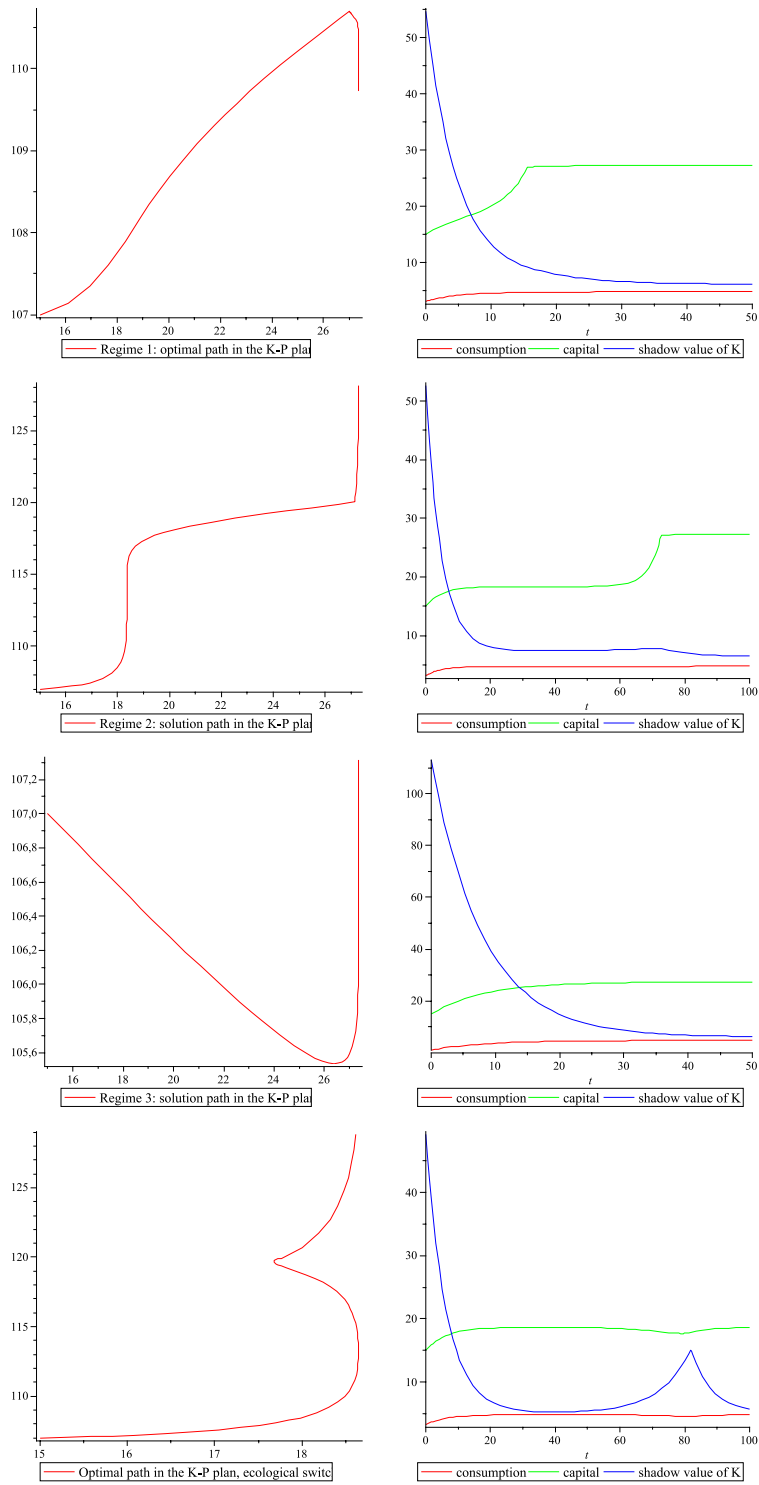 110
109
108
107
16 18 20 22 24 26
Regime 1: optimal path in the K-P plan
50
40
30
20
10
0 10 20 30 40 50
t
consumption capital shadow value of K
125
120
115
110
16 18 20 22 24 26
Regime 2: solution path in the K-P plan
50
40
30
20
10
0 20 40 60 80 100
t
consumption capital shadow value of K
107,2
107,0
106,8
106,6
106,4
106,2
106,0
105,8
105,6
16 18 20 22 24 26
Regime 3: solution path in the K-P plan
100
80
60
40
20
0 10 20 30 40 50
t
consumption capital shadow value of K
125
120
115
110
15 16 17 18
Optimal path in the K-P plan, ecological switc
40
30
20
10
0 20 40 60 80 100
t
consumption capital shadow value of K